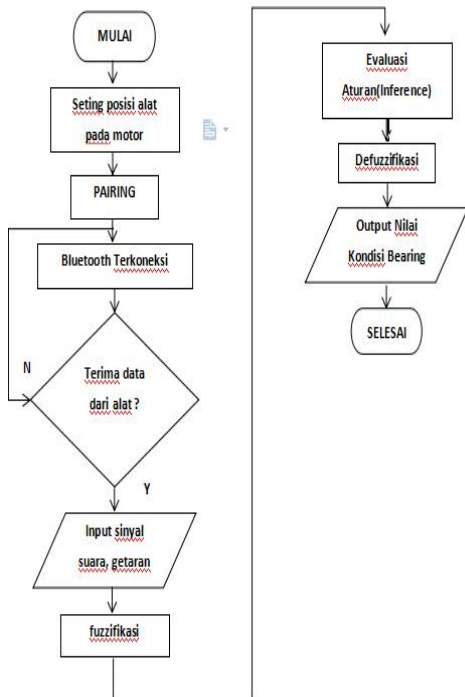 MULAI
Seting posisi alat
pada motor
PAIRING
Bluetooth Terkoneksi
N
Terima data
dari alat ?
Y
Input sinyal
suara, getaran
fuzzifikasi
Evaluasi
Aturan(Inference)
Defuzzifikasi
Output Nilai
Kondisi Bearing
SELESAI